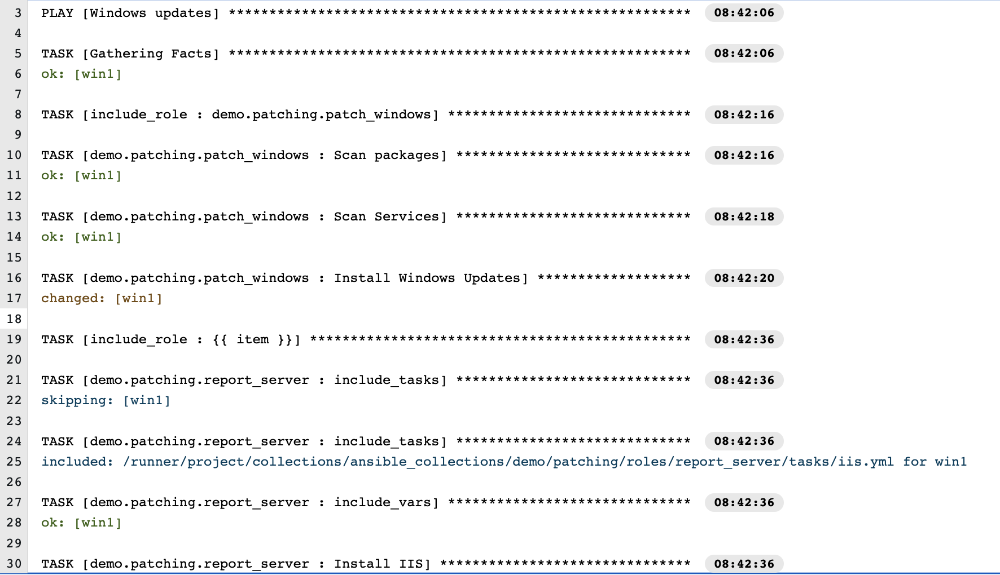 3 PLAY [Windows updates] ********************************************************* 08:42:06
4
5 TASK [Gathering Facts] ********************************************************* 08:42:06
6 ok: [win1]
7
8 TASK [include_role : demo.patching.patch_windows] ****************************** 08:42:16
9
10 TASK [demo.patching.patch_windows : Scan packages] ***************************** 08:42:16
11 ok: [win1]
12
13 TASK [demo.patching.patch_windows : Scan Services] ***************************** 08:42:18
14 ok: [win1]
15
16 TASK [demo.patching.patch_windows : Install Windows Updates] ******************* 08:42:20
17 changed: [win1]
18
19 TASK [include_role : {{ item }}] *********************************************** 08:42:36
20
21 TASK [demo.patching.report_server : include_tasks] ***************************** 08:42:36
22 skipping: [win1]
23
24 TASK [demo.patching.report_server : include_tasks] ***************************** 08:42:36
25 included: /runner/project/collections/ansible_collections/demo/patching/roles/report_server/tasks/iis.yml for win1
26
27 TASK [demo.patching.report_server : include_vars] ****************************** 08:42:36
28 ok: [win1]
29
30 TASK [demo.patching.report_server : Install IIS] ******************************* 08:42:36